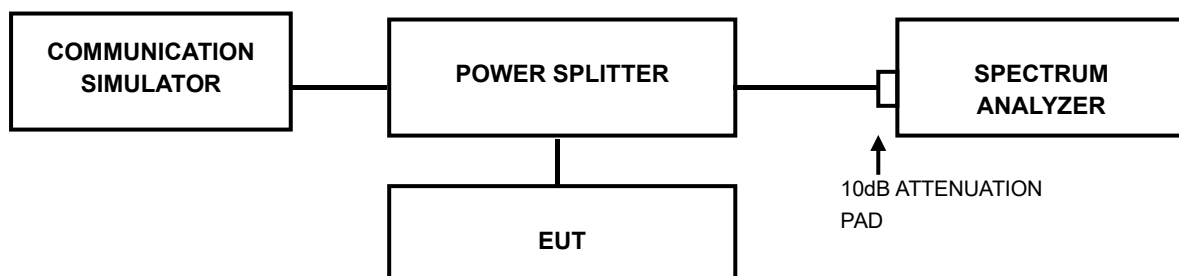 COMMUNICATION
SIMULATOR
POWER SPLITTER
SPECTRUM
ANALYZER
10dB ATTENUATION
PAD
EUT